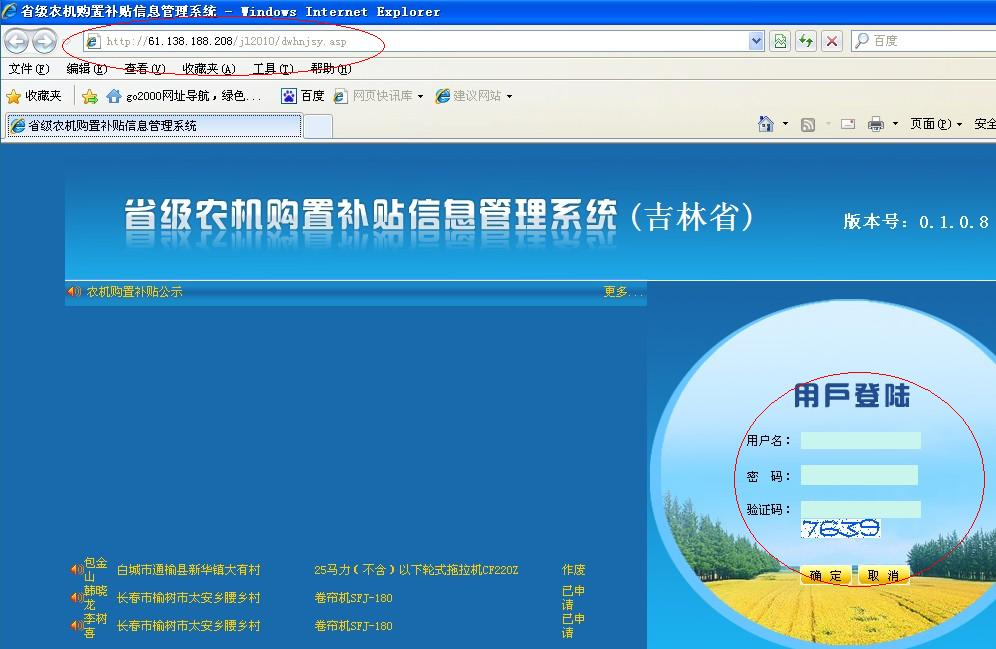 省级农机购置补贴信息管理系统 - Windows Internet Explorer
http://61.138.188.208/jl2010/dwhnjsy.asp 百度
文件(F) 编辑(E) 查看(V) 收藏夹(A) 工具(T) 帮助(H)
收藏夹 go2000网址导航，绿色... 百度 网页快讯库 建议网站
省级农机购置补贴信息管理系统 页面(P) 安全
省级农机购置补贴信息管理系统（吉林省） 版本号：0.1.0.8
农机购置补贴公示 更多...
用戶登陆
用户名：
密 码：
验证码：
7639
确 定 取 消
包金山 白城市通榆县新华镇大有村 25马力（不含）以下轮式拖拉机CF220Z 作废
韩晓龙 长春市榆树市太安乡腰乡村 卷帘机SFJ-180 已申请
李树喜 长春市榆树市太安乡腰乡村 卷帘机SFJ-180 已申请